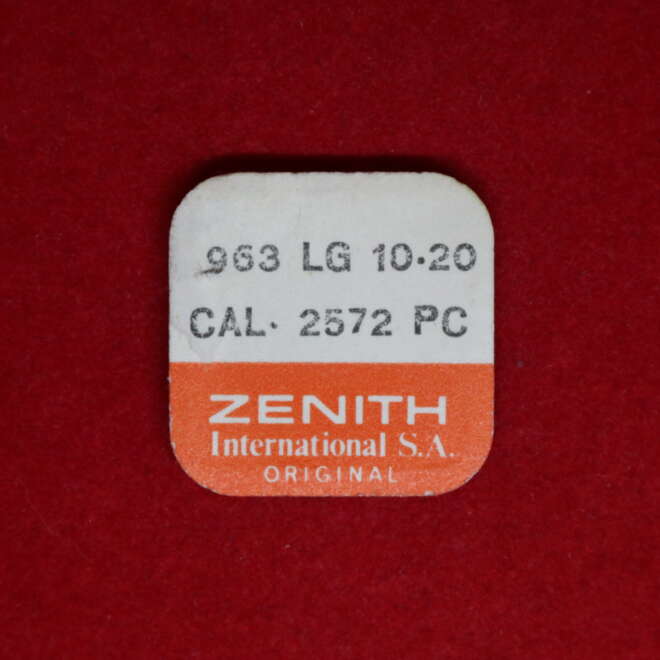 963 LG 10·20
CAL· 2572 PC
ZENITH
International S.A.
ORIGINAL